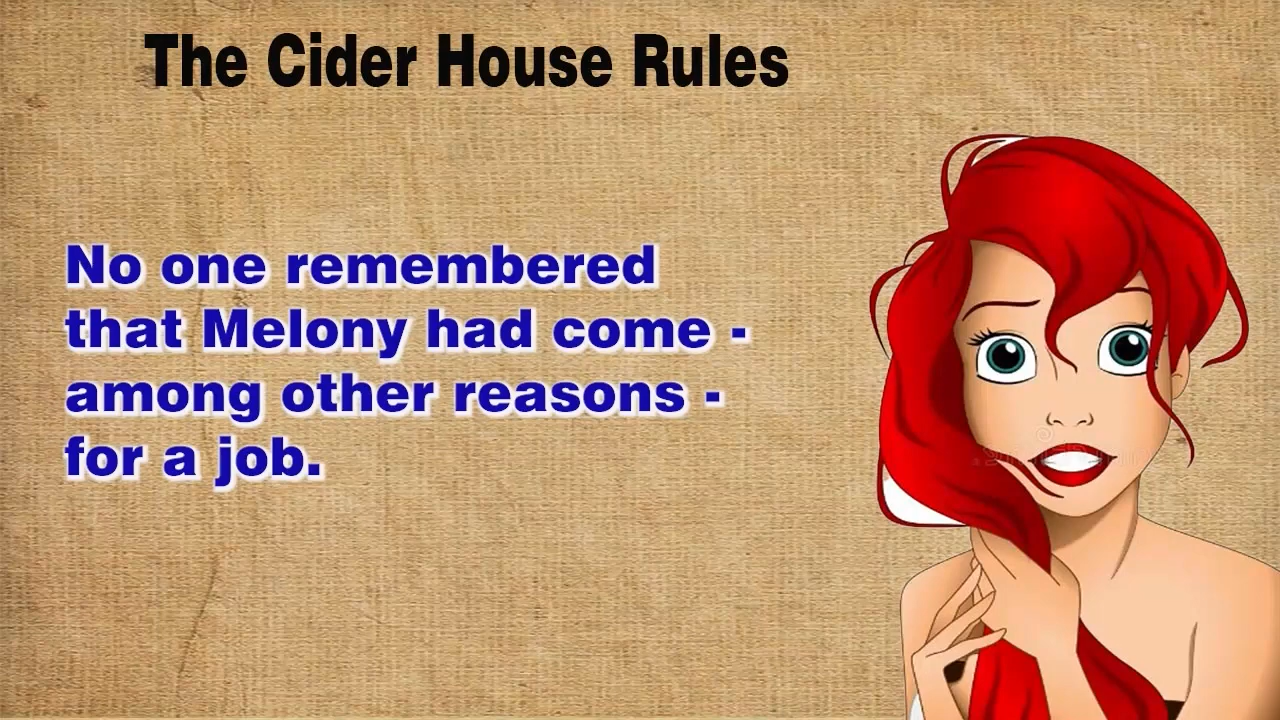 The Cider House Rules
No one remembered
that Melony had come -
among other reasons -
for a job.